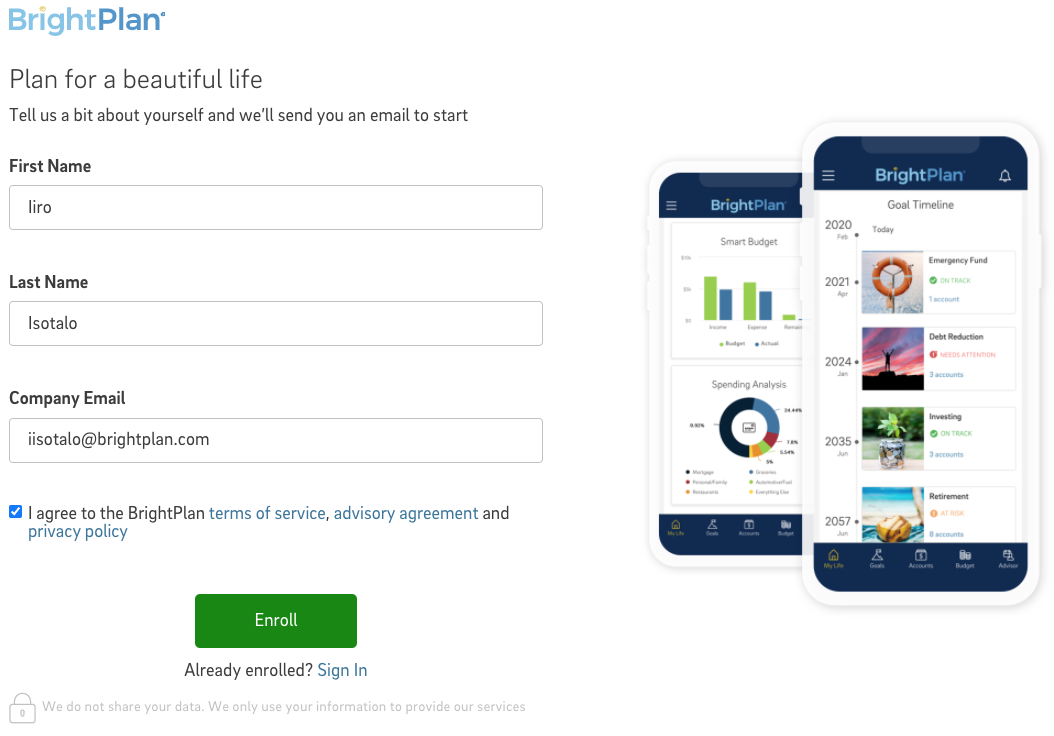 BrightPlan
Plan for a beautiful life
Tell us a bit about yourself and we'll send you an email to start
First Name
Iiro
Last Name
Isotalo
Company Email
iisotalo@brightplan.com
I agree to the BrightPlan terms of service, advisory agreement and
privacy policy
Enroll
Already enrolled? Sign In
0
We do not share your data. We only use your information to provide our services
BrightPlan
Smart Budget
$10k
$5k
$0
Income Expense Remain
Budget Actual
Spending Analysis
24.44%
0.92%
7.8%
5.54%
5%
Mortgage Groceries
Personal/Family Automotive/Fuel
Restaurants Everything Else
My Life Goals Accounts Budget
BrightPlan
Goal Timeline
2020
Feb
Today
2021
Apr
Emergency Fund
ON TRACK
1 account
2024
Jan
Debt Reduction
NEEDS ATTENTION
3 accounts
2035
Jun
Investing
ON TRACK
3 accounts
2057
Jun
Retirement
AT RISK
8 accounts
My Life Goals Accounts Budget Advisor